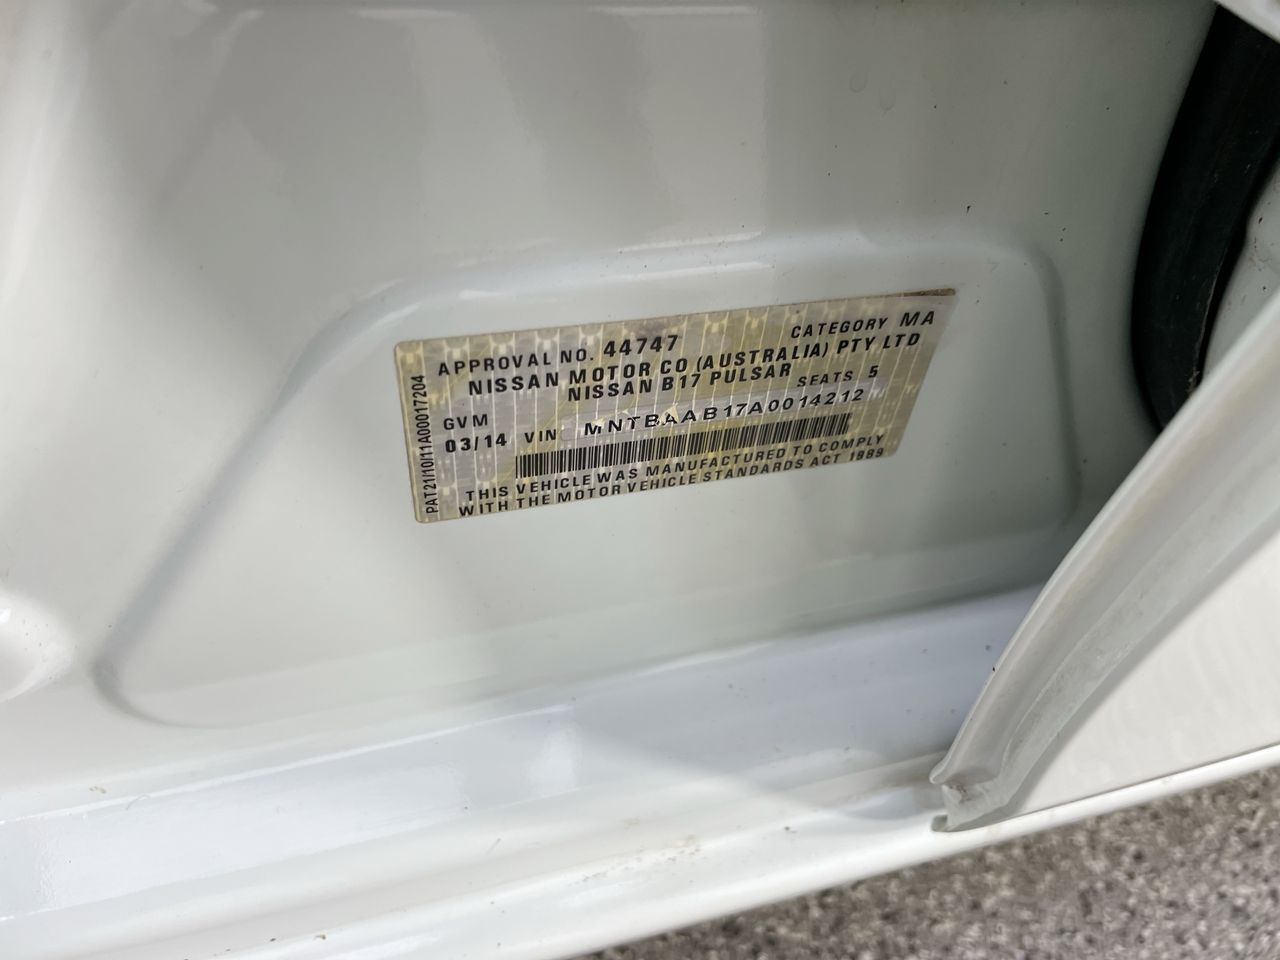 APPROVAL NO. 44747 CATEGORY MA
NISSAN MOTOR CO (AUSTRALIA) PTY LTD
NISSAN B17 PULSAR
GVM SEATS 5
03/14 VIN MNTBAAB17A0014212
THIS VEHICLE WAS MANUFACTURED TO COMPLY
WITH THE MOTOR VEHICLE STANDARDS ACT 1989
PAT21/10/11A00017204